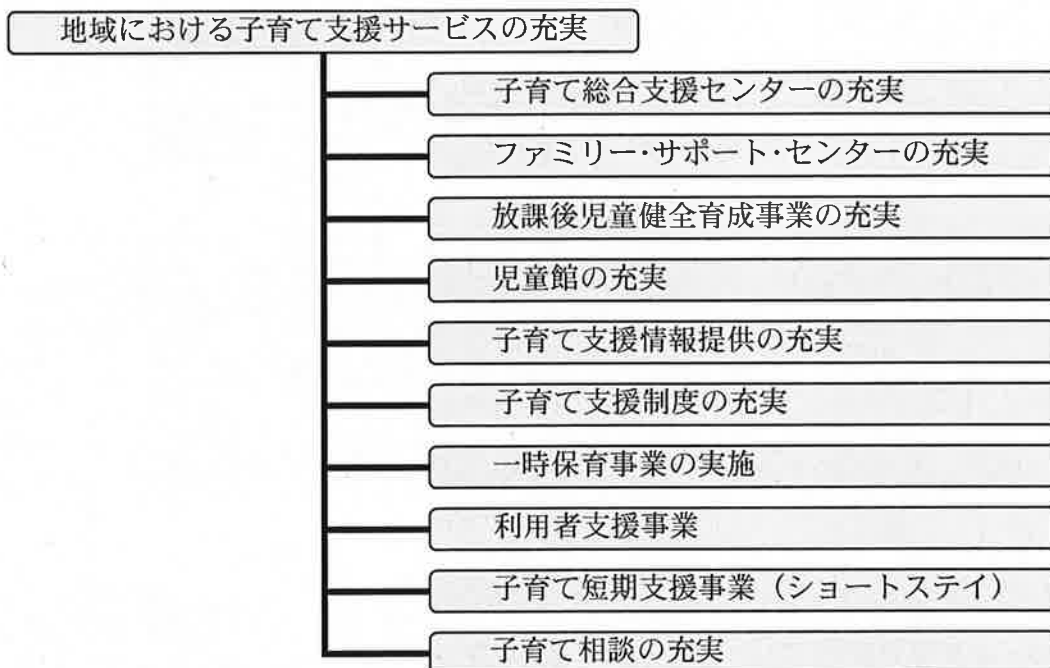 地域における子育て支援サービスの充実
子育て総合支援センターの充実
ファミリー・サポート・センターの充実
放課後児童健全育成事業の充実
児童館の充実
子育て支援情報提供の充実
子育て支援制度の充実
一時保育事業の実施
利用者支援事業
子育て短期支援事業（ショートステイ）
子育て相談の充実